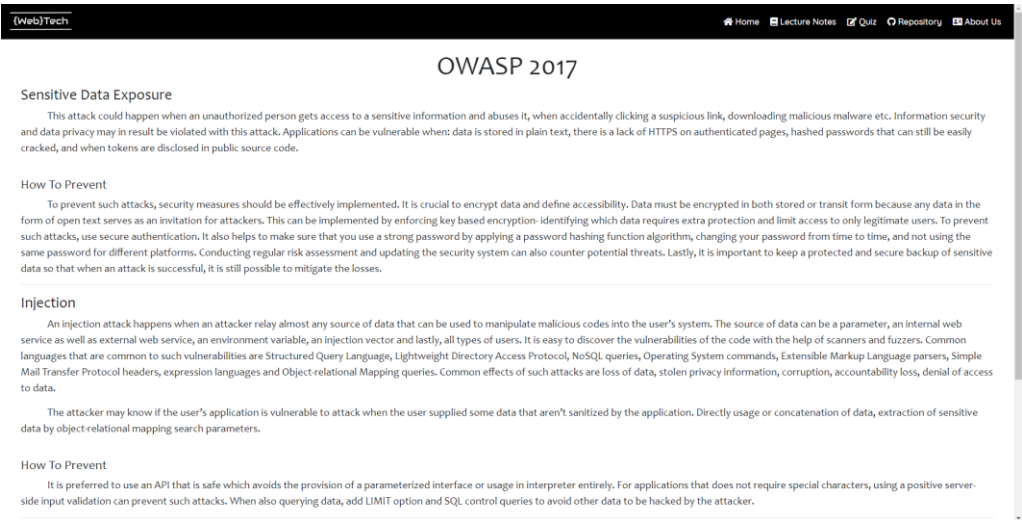 {Web}Tech
Home Lecture Notes Quiz Repository About Us
OWASP 2017
Sensitive Data Exposure
This attack could happen when an unauthorized person gets access to a sensitive information and abuses it, when accidentally clicking a suspicious link, downloading malicious malware etc. Information security
and data privacy may in result be violated with this attack. Applications can be vulnerable when: data is stored in plain text, there is a lack of HTTPS on authenticated pages, hashed passwords that can still be easily
cracked, and when tokens are disclosed in public source code.
How To Prevent
To prevent such attacks, security measures should be effectively implemented. It is crucial to encrypt data and define accessibility. Data must be encrypted in both stored or transit form because any data in the
form of open text serves as an invitation for attackers. This can be implemented by enforcing key based encryption- identifying which data requires extra protection and limit access to only legitimate users. To prevent
such attacks, use secure authentication. It also helps to make sure that you use a strong password by applying a password hashing function algorithm, changing your password from time to time, and not using the
same password for different platforms. Conducting regular risk assessment and updating the security system can also counter potential threats. Lastly, it is important to keep a protected and secure backup of sensitive
data so that when an attack is successful, it is still possible to mitigate the losses.
Injection
An injection attack happens when an attacker relay almost any source of data that can be used to manipulate malicious codes into the user's system. The source of data can be a parameter, an internal web
service as well as external web service, an environment variable, an injection vector and lastly, all types of users. It is easy to discover the vulnerabilities of the code with the help of scanners and fuzzers. Common
languages that are common to such vulnerabilities are Structured Query Language, Lightweight Directory Access Protocol, NoSQL queries, Operating System commands, Extensible Markup Language parsers, Simple
Mail Transfer Protocol headers, expression languages and Object-relational Mapping queries. Common effects of such attacks are loss of data, stolen privacy information, corruption, accountability loss, denial of access
to data.
The attacker may know if the user's application is vulnerable to attack when the user supplied some data that aren't sanitized by the application. Directly usage or concatenation of data, extraction of sensitive
data by object-relational mapping search parameters.
How To Prevent
It is preferred to use an API that is safe which avoids the provision of a parameterized interface or usage in interpreter entirely. For applications that does not require special characters, using a positive server-
side input validation can prevent such attacks. When also querying data, add LIMIT option and SQL control queries to avoid other data to be hacked by the attacker.